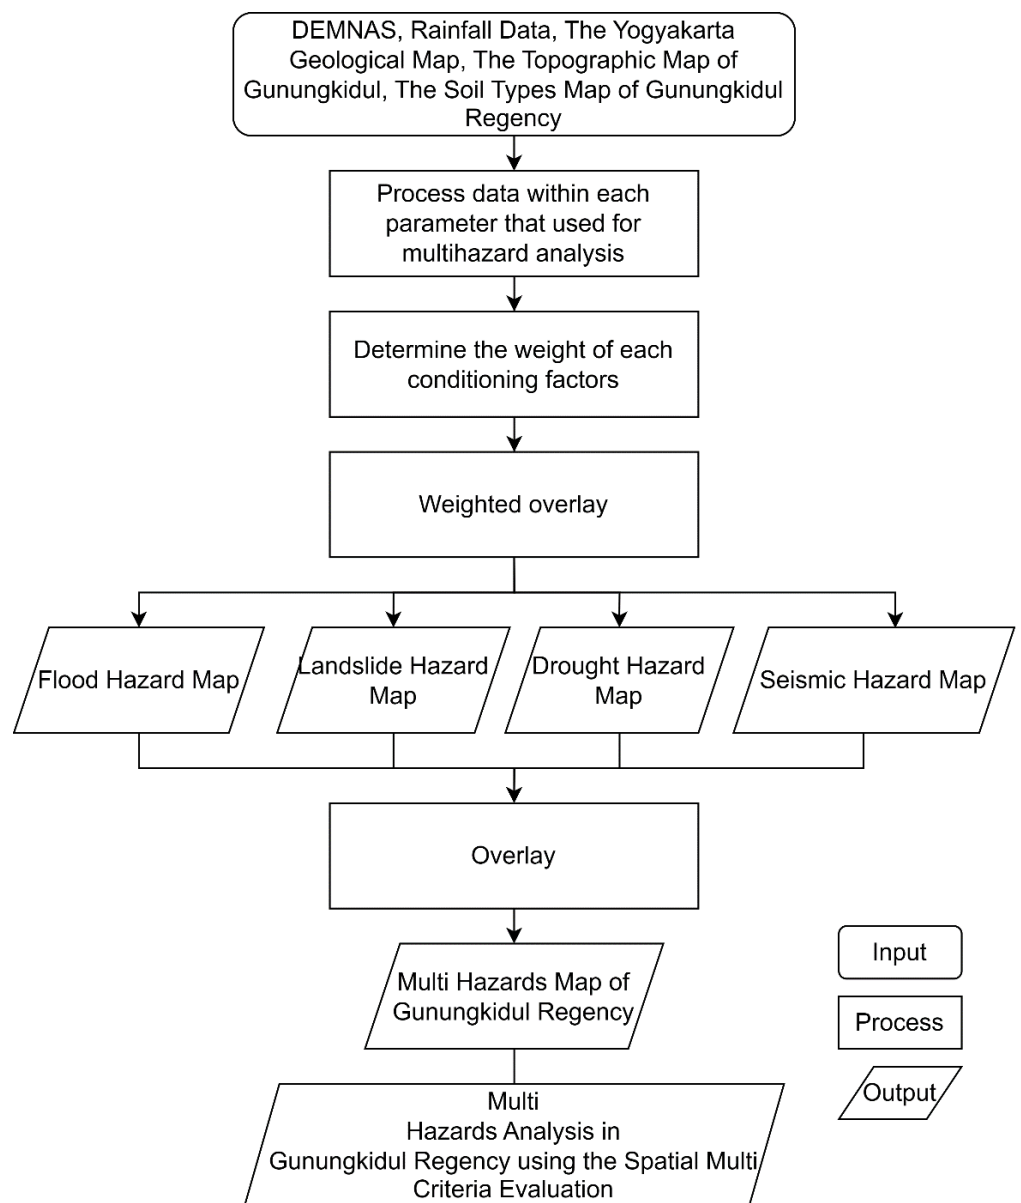 DEMNAS, Rainfall Data, The Yogyakarta
Geological Map, The Topographic Map of
Gunungkidul, The Soil Types Map of Gunungkidul
Regency
Process data within each
parameter that used for
multihazard analysis
Determine the weight of each
conditioning factors
Weighted overlay
Flood Hazard Map
Landslide Hazard
Map
Drought Hazard
Map
Seismic Hazard Map
Overlay
Multi Hazards Map of
Gunungkidul Regency
Multi
Hazards Analysis in
Gunungkidul Regency using the Spatial Multi
Criteria Evaluation
Input
Process
Output